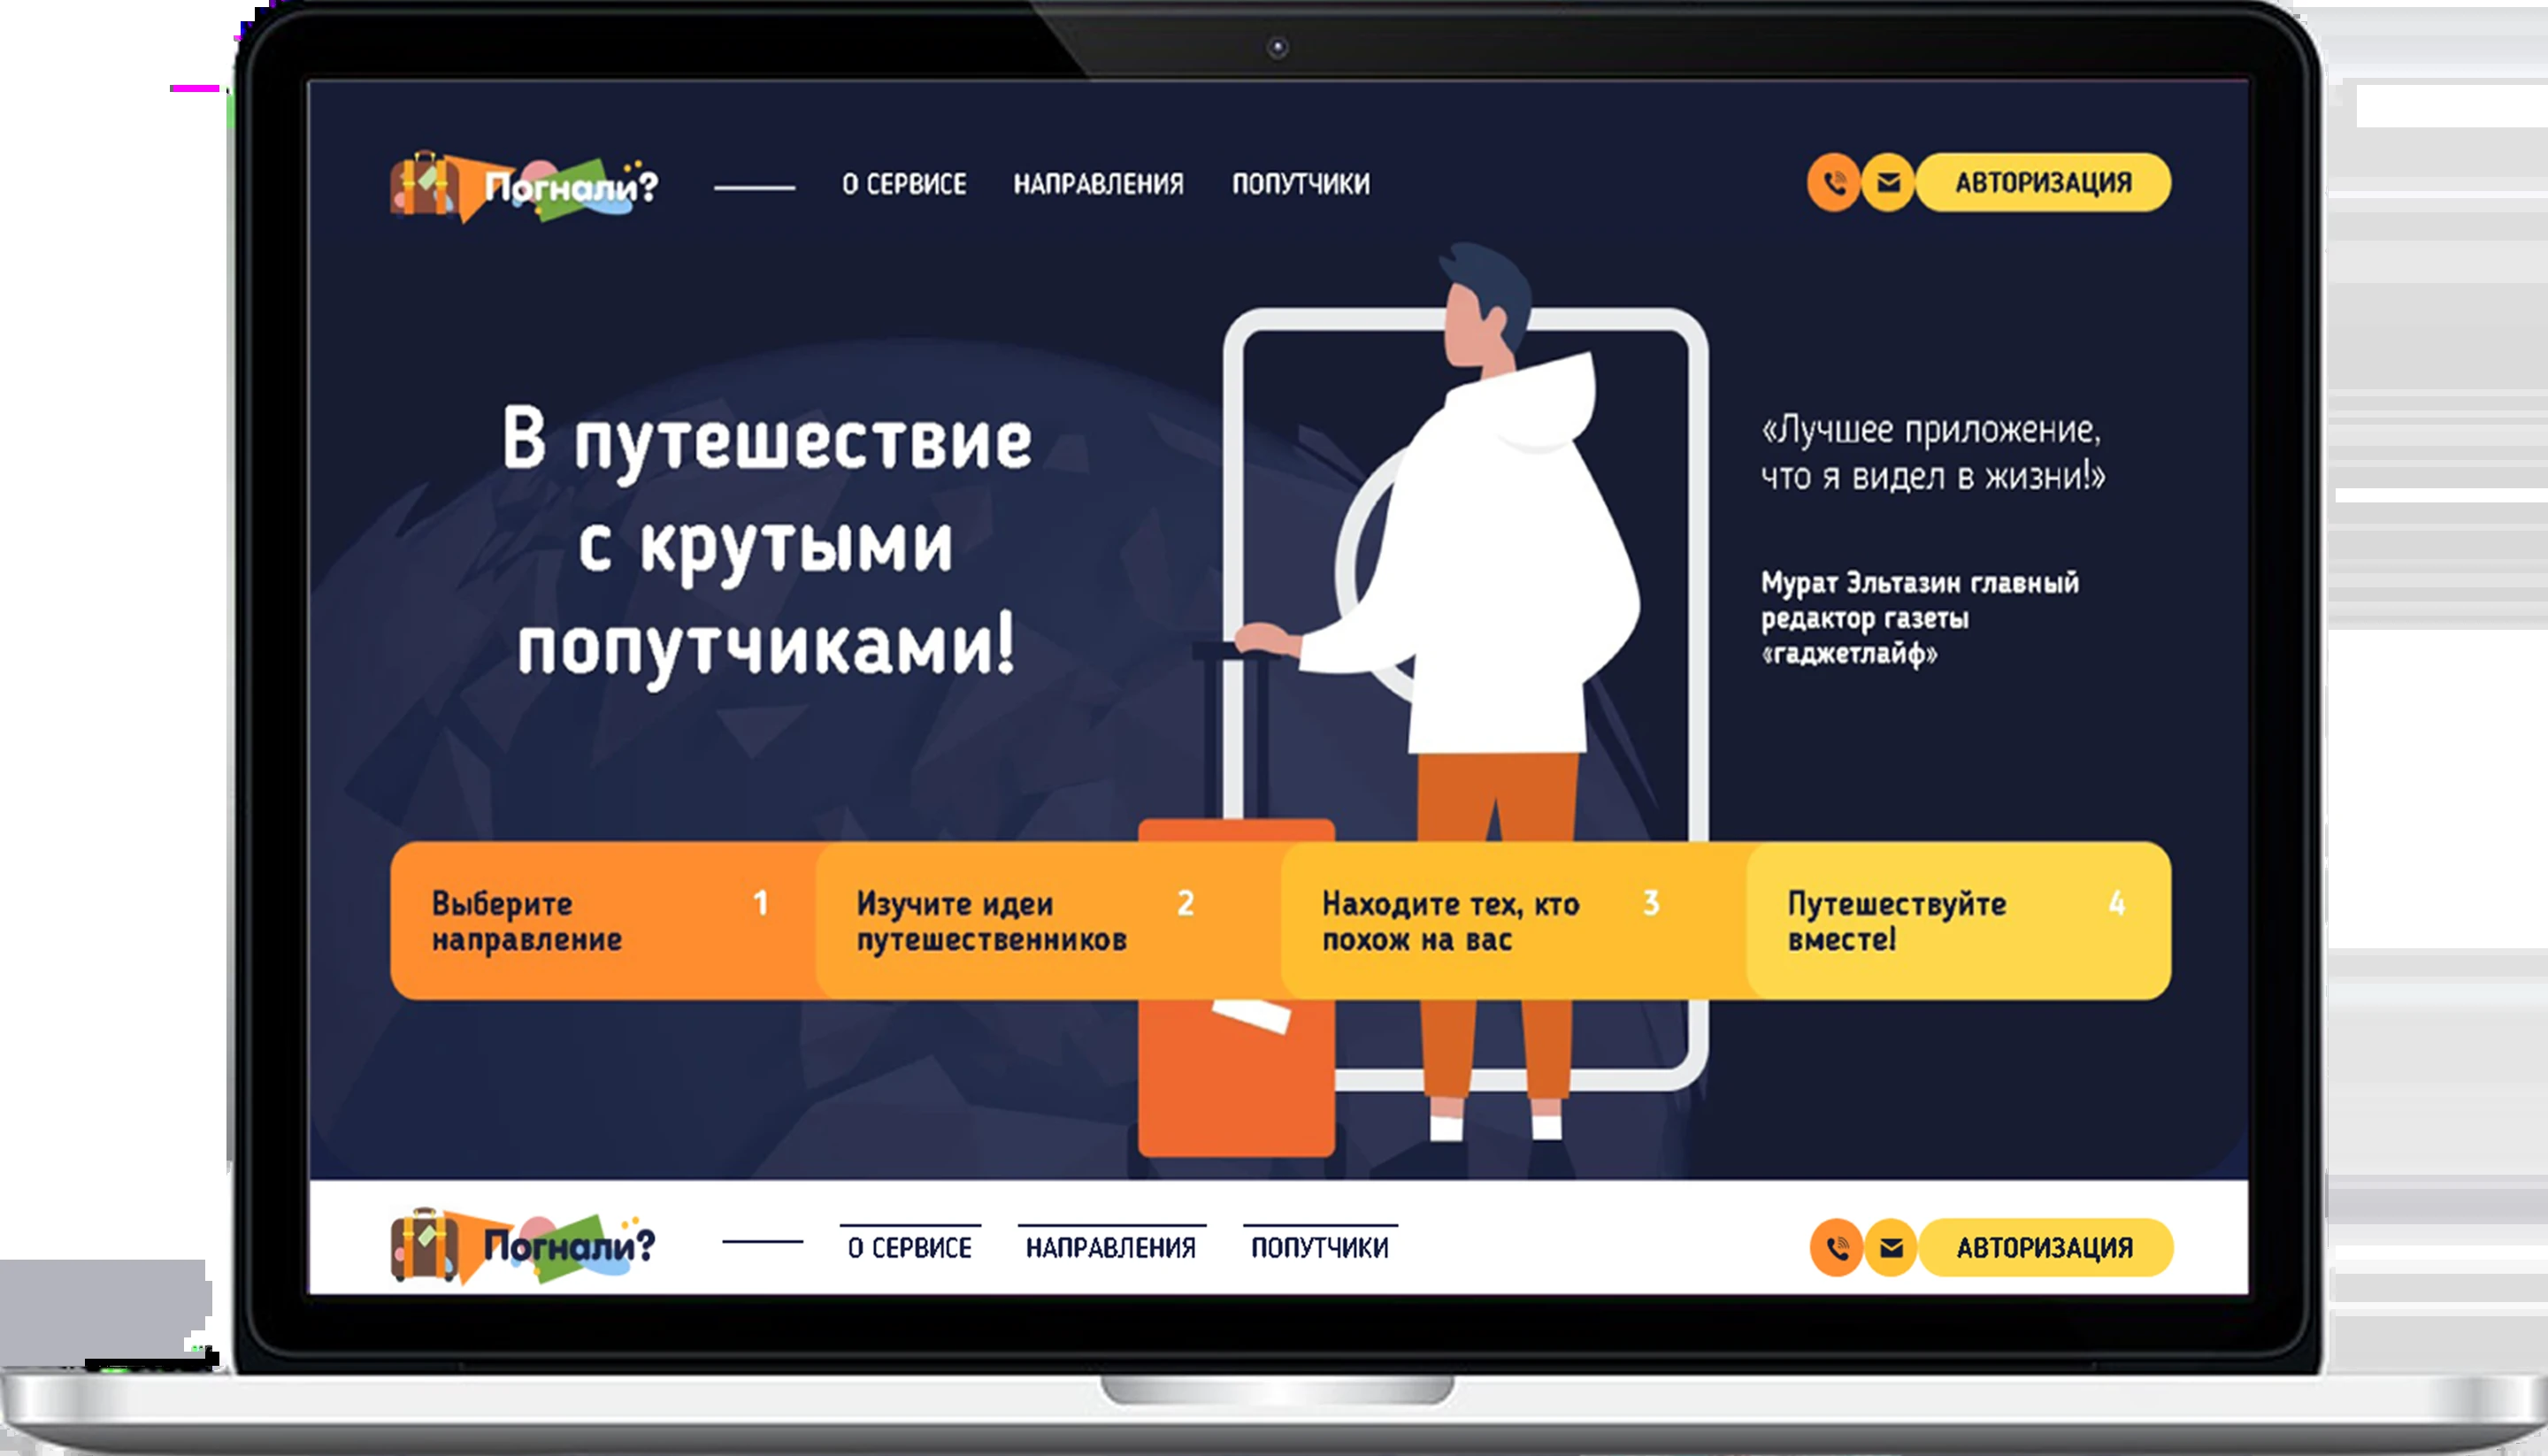 Погнали?
О СЕРВИСЕ НАПРАВЛЕНИЯ ПОПУТЧИКИ
АВТОРИЗАЦИЯ
В путешествие
с крутыми
попутчиками!
«Лучшее приложение,
что я видел в жизни!»
Мурат Эльтазин главный
редактор газеты
«гаджетлайф»
Выберите 1
направление
Изучите идеи 2
путешественников
Находите тех, кто 3
похож на вас
Путешествуйте 4
вместе!
Погнали?
О СЕРВИСЕ НАПРАВЛЕНИЯ ПОПУТЧИКИ
АВТОРИЗАЦИЯ